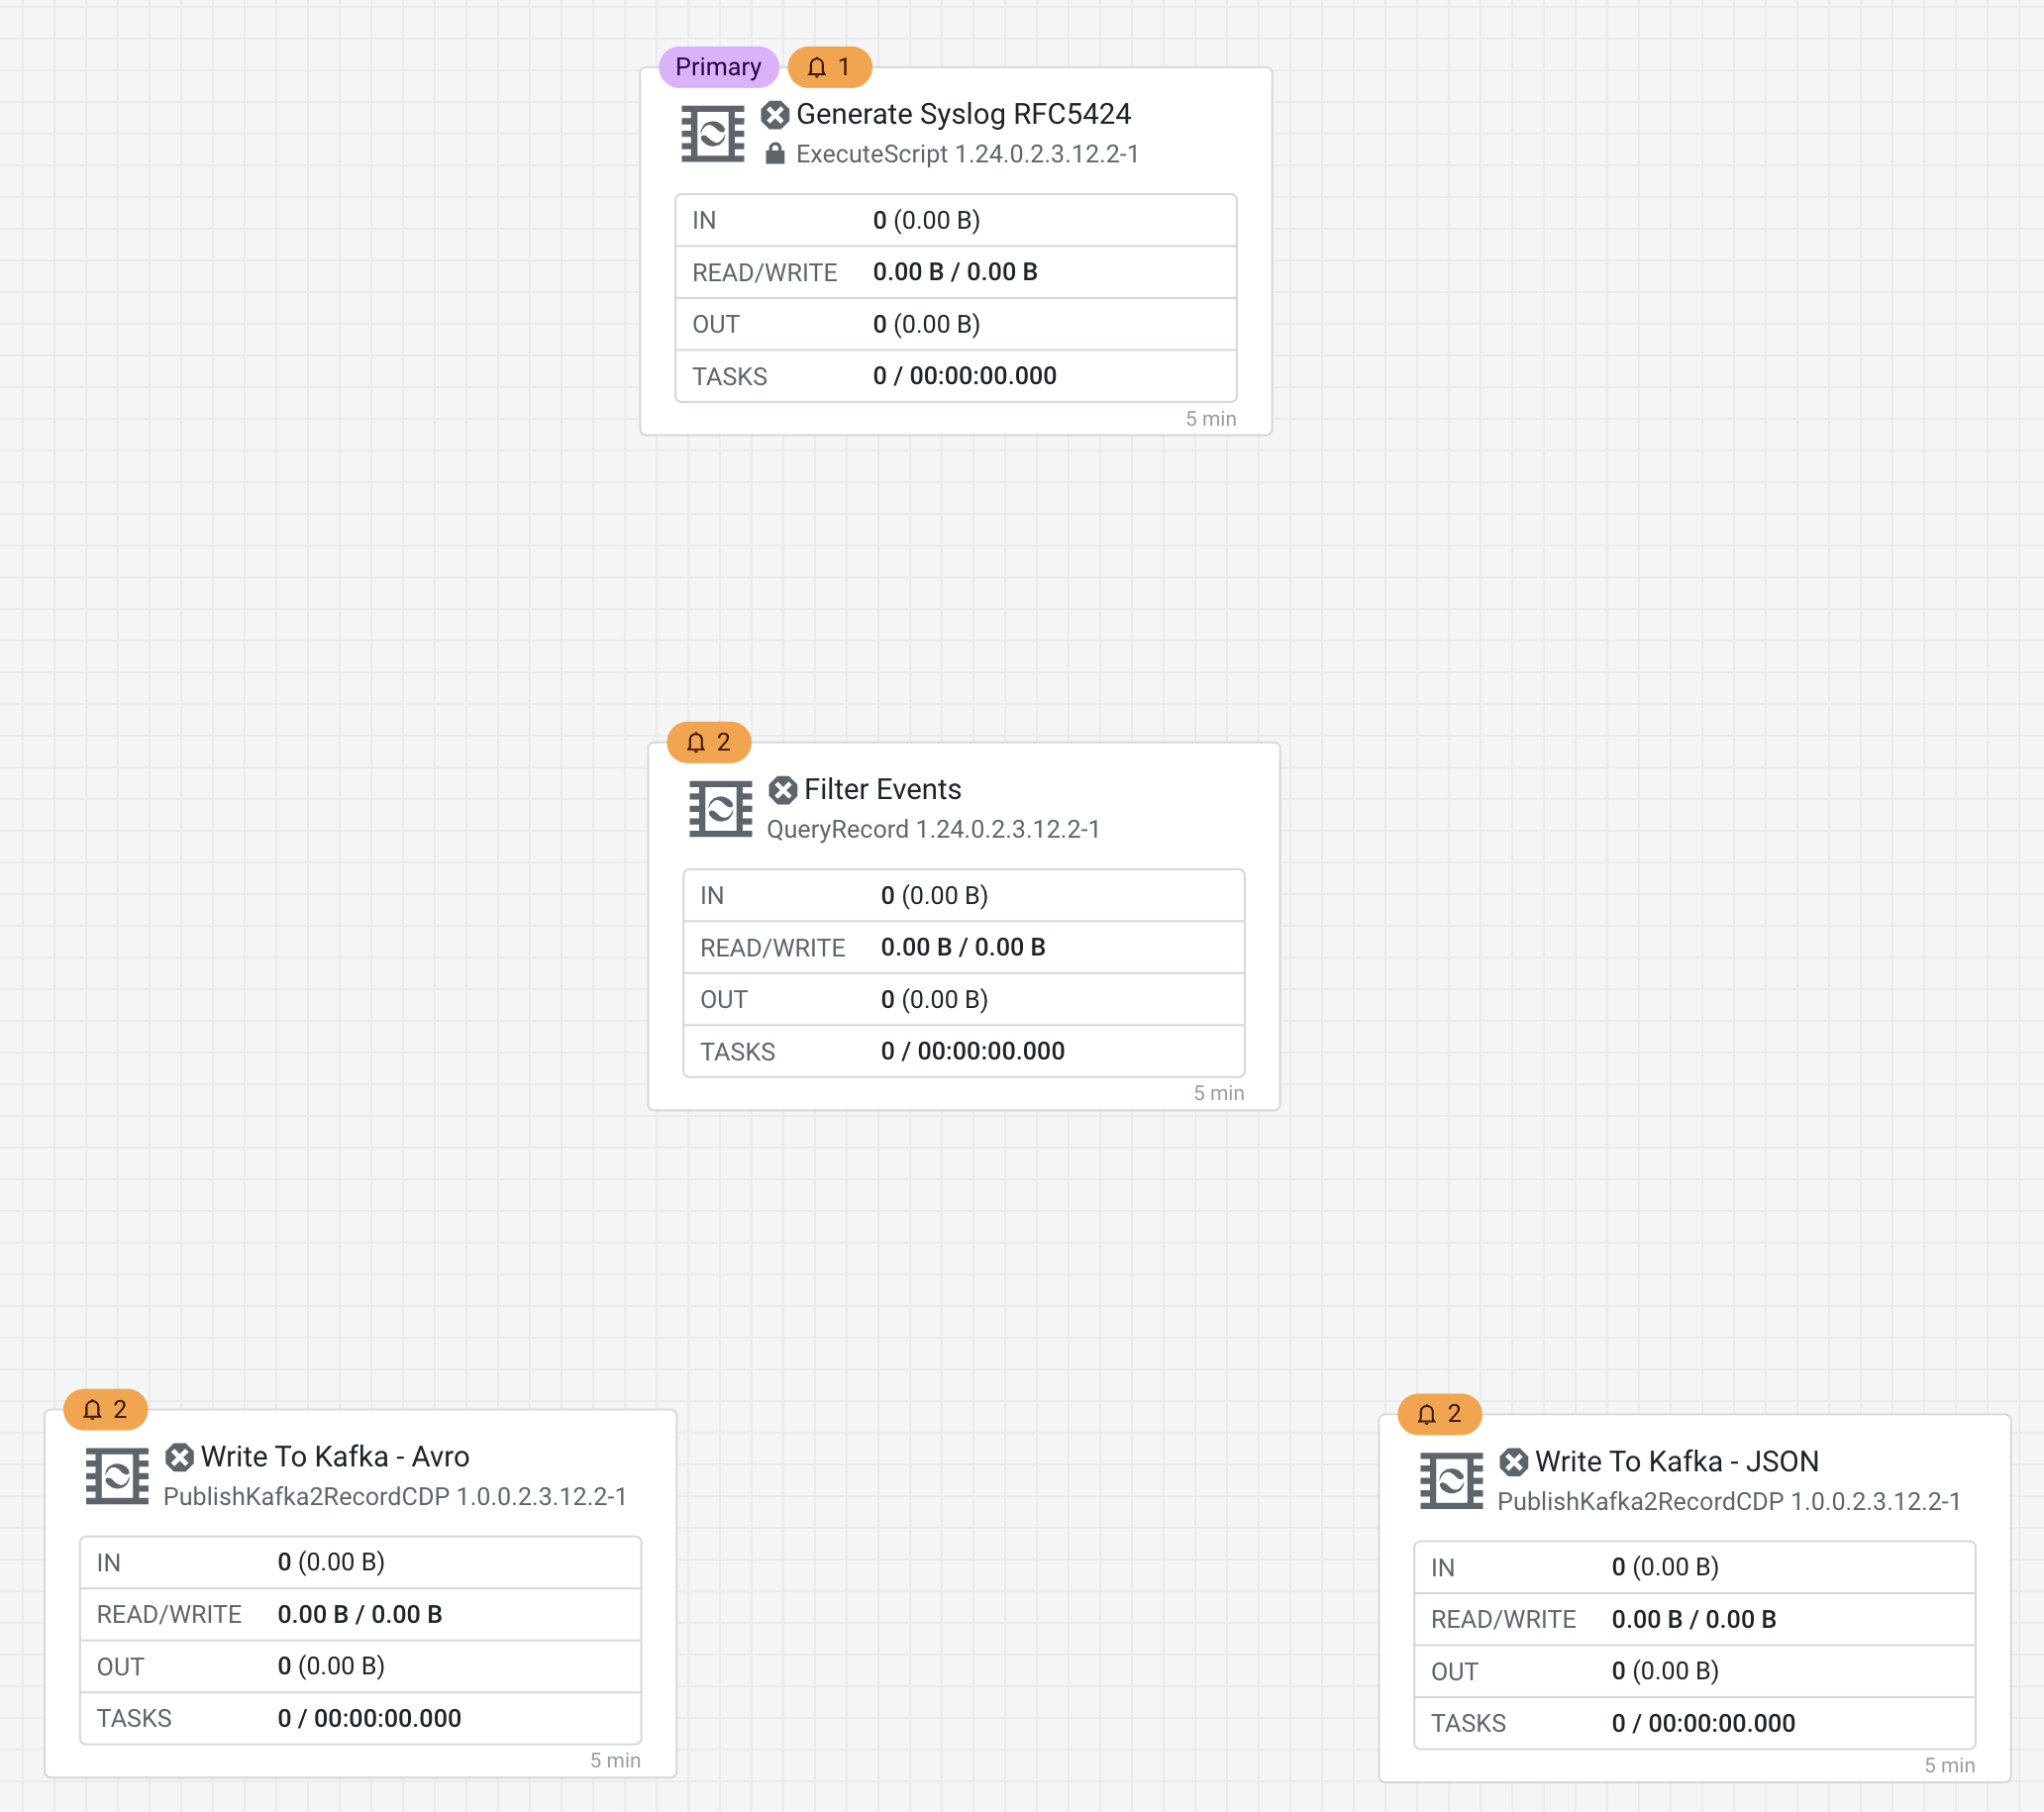 Primary 1
Generate Syslog RFC5424
ExecuteScript 1.24.0.2.3.12.2-1
IN 0 (0.00 B)
READ/WRITE 0.00 B / 0.00 B
OUT 0 (0.00 B)
TASKS 0 / 00:00:00.000
5 min
2
Filter Events
QueryRecord 1.24.0.2.3.12.2-1
IN 0 (0.00 B)
READ/WRITE 0.00 B / 0.00 B
OUT 0 (0.00 B)
TASKS 0 / 00:00:00.000
5 min
2
Write To Kafka - Avro
PublishKafka2RecordCDP 1.0.0.2.3.12.2-1
IN 0 (0.00 B)
READ/WRITE 0.00 B / 0.00 B
OUT 0 (0.00 B)
TASKS 0 / 00:00:00.000
5 min
2
Write To Kafka - JSON
PublishKafka2RecordCDP 1.0.0.2.3.12.2-1
IN 0 (0.00 B)
READ/WRITE 0.00 B / 0.00 B
OUT 0 (0.00 B)
TASKS 0 / 00:00:00.000
5 min